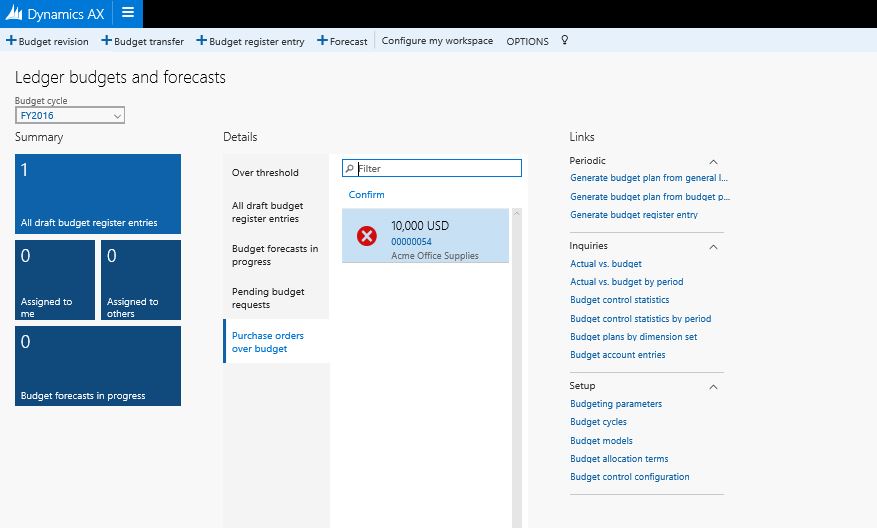 Dynamics AX
Budget revision
Budget transfer
Budget register entry
Forecast
Configure my workspace
OPTIONS
Ledger budgets and forecasts
Budget cycle
FY2016
Summary
1
All draft budget register entries
0
Assigned to
me
0
Assigned to
others
0
Budget forecasts in progress
Details
Over threshold
All draft budget
register entries
Budget forecasts in
progress
Pending budget
requests
Purchase orders
over budget
Filter
Confirm
10,000 USD
00000054
Acme Office Supplies
Links
Periodic
Generate budget plan from general l...
Generate budget plan from budget p...
Generate budget register entry
Inquiries
Actual vs. budget
Actual vs. budget by period
Budget control statistics
Budget control statistics by period
Budget plans by dimension set
Budget account entries
Setup
Budgeting parameters
Budget cycles
Budget models
Budget allocation terms
Budget control configuration